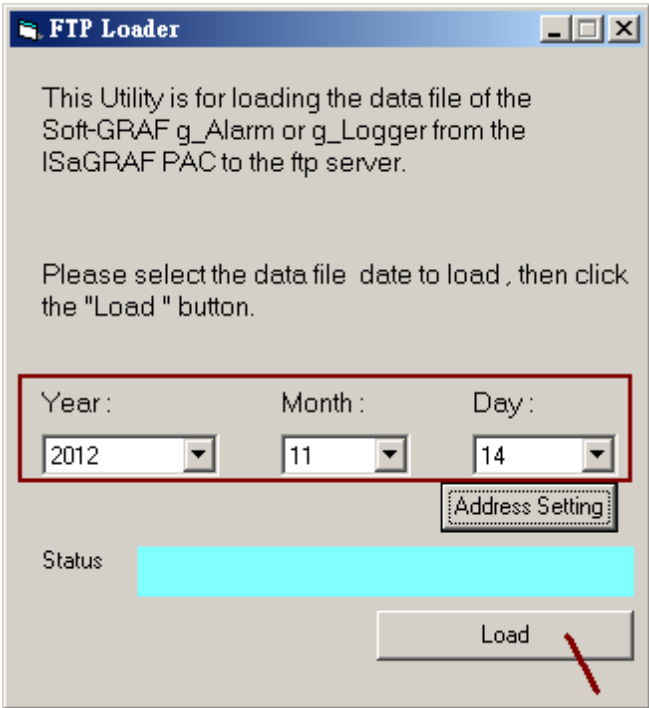 FTP Loader
This Utility is for loading the data file of the
Soft-GRAF g_Alarm or g_Logger from the
ISaGRAF PAC to the ftp server.
Please select the data file  date to load , then click
the "Load " button.
Year : Month : Day :
2012 11 14
Address Setting
Status
Load